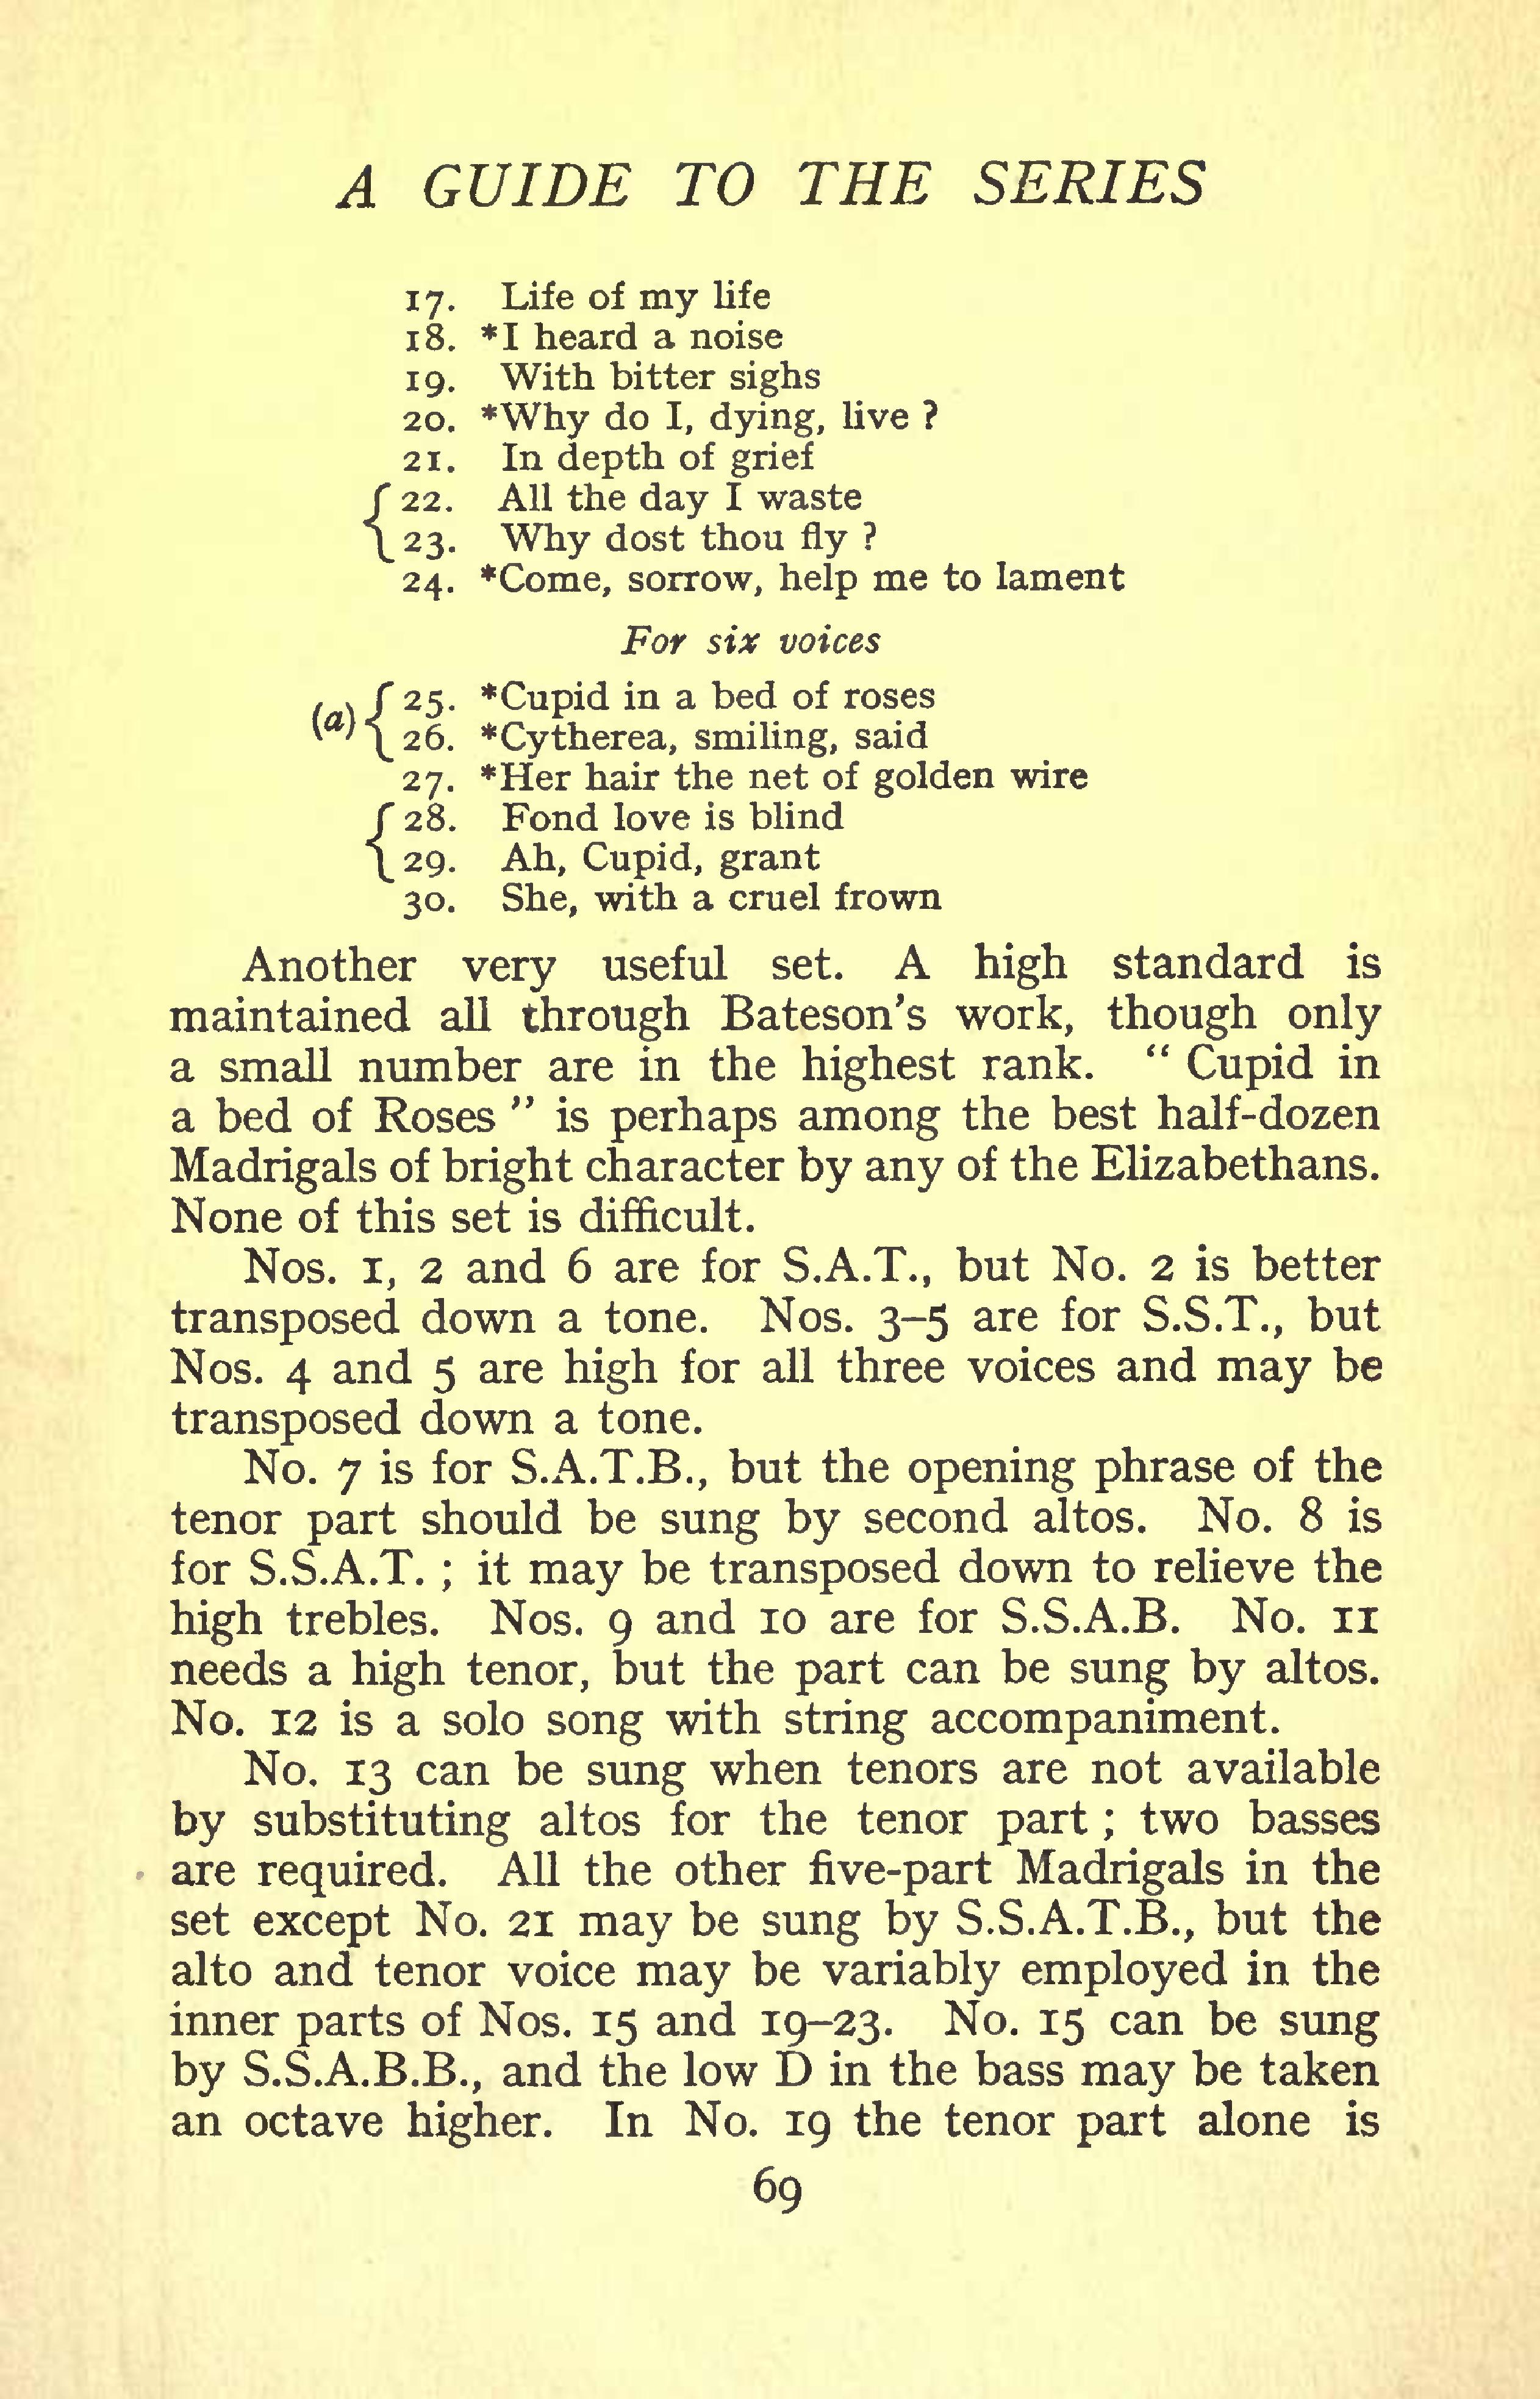 A GUIDE TO THE SERIES
17. Life of my life
18. *I heard a noise
19. With bitter sighs
20. *Why do I, dying, live ?
21. In depth of grief
{ 22. All the day I waste
{ 23. Why dost thou fly ?
24. *Come, sorrow, help me to lament
For six voices
(a) { 25. *Cupid in a bed of roses
{ 26. *Cytherea, smiling, said
27. *Her hair the net of golden wire
{ 28. Fond love is blind
{ 29. Ah, Cupid, grant
30. She, with a cruel frown
Another very useful set. A high standard is
maintained all through Bateson's work, though only
a small number are in the highest rank. " Cupid in
a bed of Roses " is perhaps among the best half-dozen
Madrigals of bright character by any of the Elizabethans.
None of this set is difficult.
Nos. 1, 2 and 6 are for S.A.T., but No. 2 is better
transposed down a tone. Nos. 3–5 are for S.S.T., but
Nos. 4 and 5 are high for all three voices and may be
transposed down a tone.
No. 7 is for S.A.T.B., but the opening phrase of the
tenor part should be sung by second altos. No. 8 is
for S.S.A.T. ; it may be transposed down to relieve the
high trebles. Nos. 9 and 10 are for S.S.A.B. No. 11
needs a high tenor, but the part can be sung by altos.
No. 12 is a solo song with string accompaniment.
No. 13 can be sung when tenors are not available
by substituting altos for the tenor part ; two basses
are required. All the other five-part Madrigals in the
set except No. 21 may be sung by S.S.A.T.B., but the
alto and tenor voice may be variably employed in the
inner parts of Nos. 15 and 19–23. No. 15 can be sung
by S.S.A.B.B., and the low D in the bass may be taken
an octave higher. In No. 19 the tenor part alone is
69